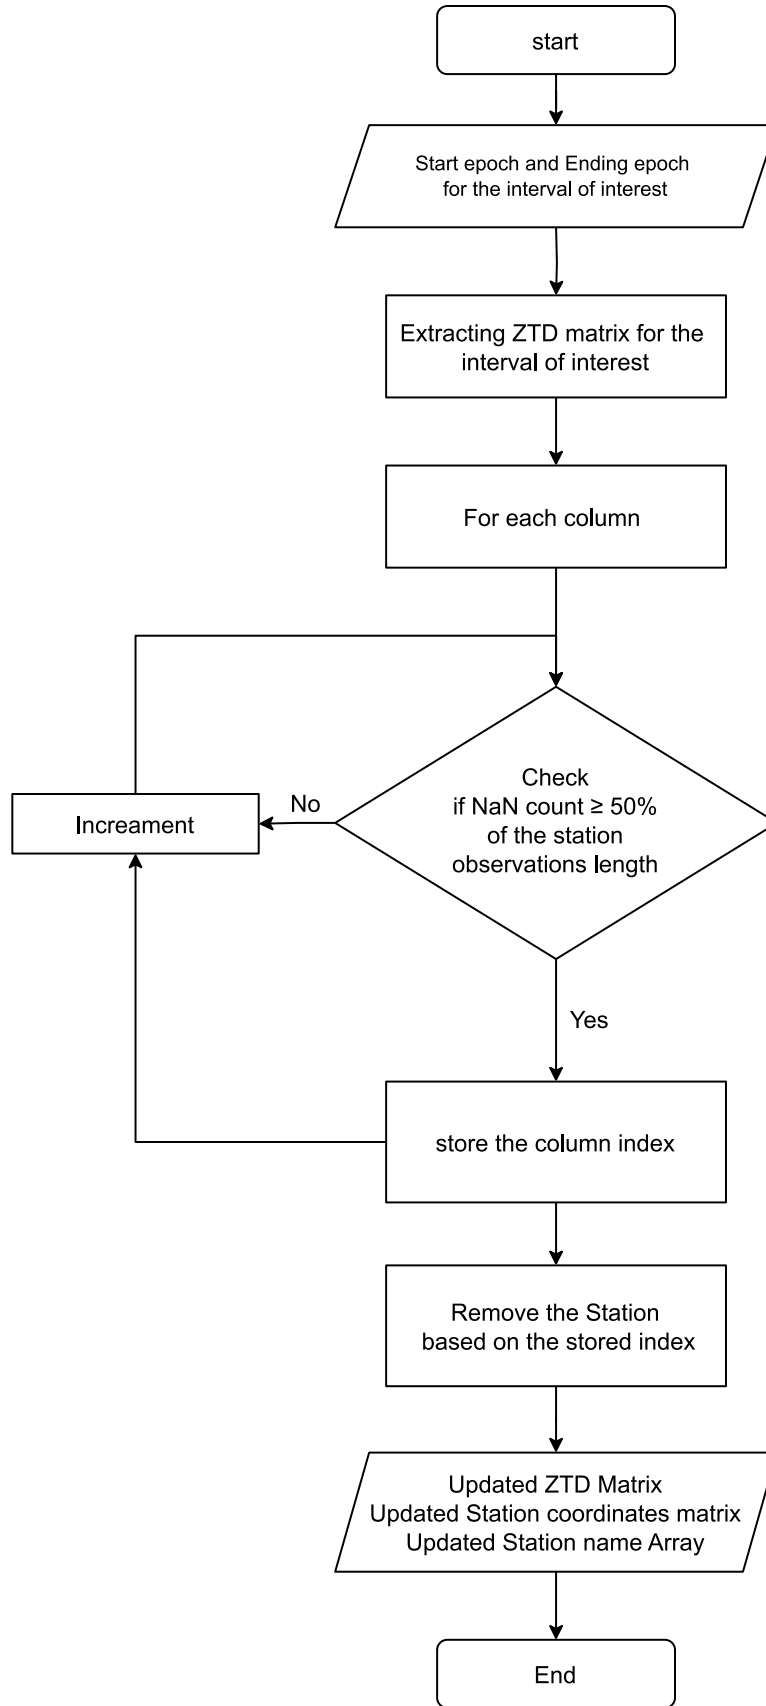 start
Start epoch and Ending epoch
for the interval of interest
Extracting ZTD matrix for the
interval of interest
For each column
Check
if NaN count ≥ 50%
of the station
observations length
No
Increament
Yes
store the column index
Remove the Station
based on the stored index
Updated ZTD Matrix
Updated Station coordinates matrix
Updated Station name Array
End